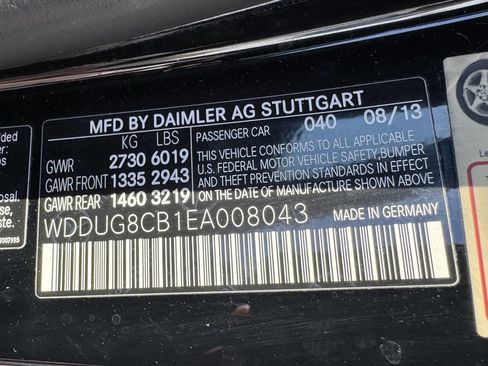 MFD BY DAIMLER AG STUTTGART
KG LBS
GVWR 2730 6019
GAWR FRONT 1335 2943
GAWR REAR 1460 3219
PASSENGER CAR 040 08/13
THIS VEHICLE CONFORMS TO ALL APPLICABLE
U.S. FEDERAL MOTOR VEHICLE SAFETY, BUMPER
AND THEFT PREVENTION STANDARDS IN EFFECT
ON THE DATE OF MANUFACTURE SHOWN ABOVE
WDDUG8CB1EA008043 MADE IN GERMANY